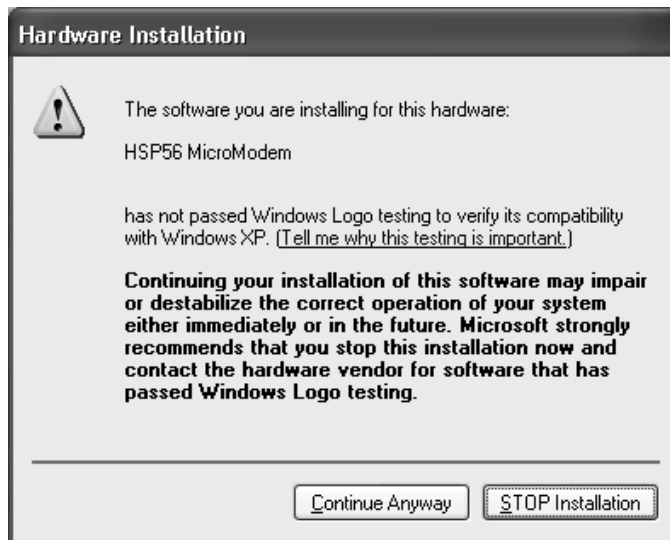 Hardware Installation
The software you are installing for this hardware:
HSP56 MicroModem
has not passed Windows Logo testing to verify its compatibility
with Windows XP. (Tell me why this testing is important.)
Continuing your installation of this software may impair
or destabilize the correct operation of your system
either immediately or in the future. Microsoft strongly
recommends that you stop this installation now and
contact the hardware vendor for software that has
passed Windows Logo testing.
Continue Anyway
STOP Installation